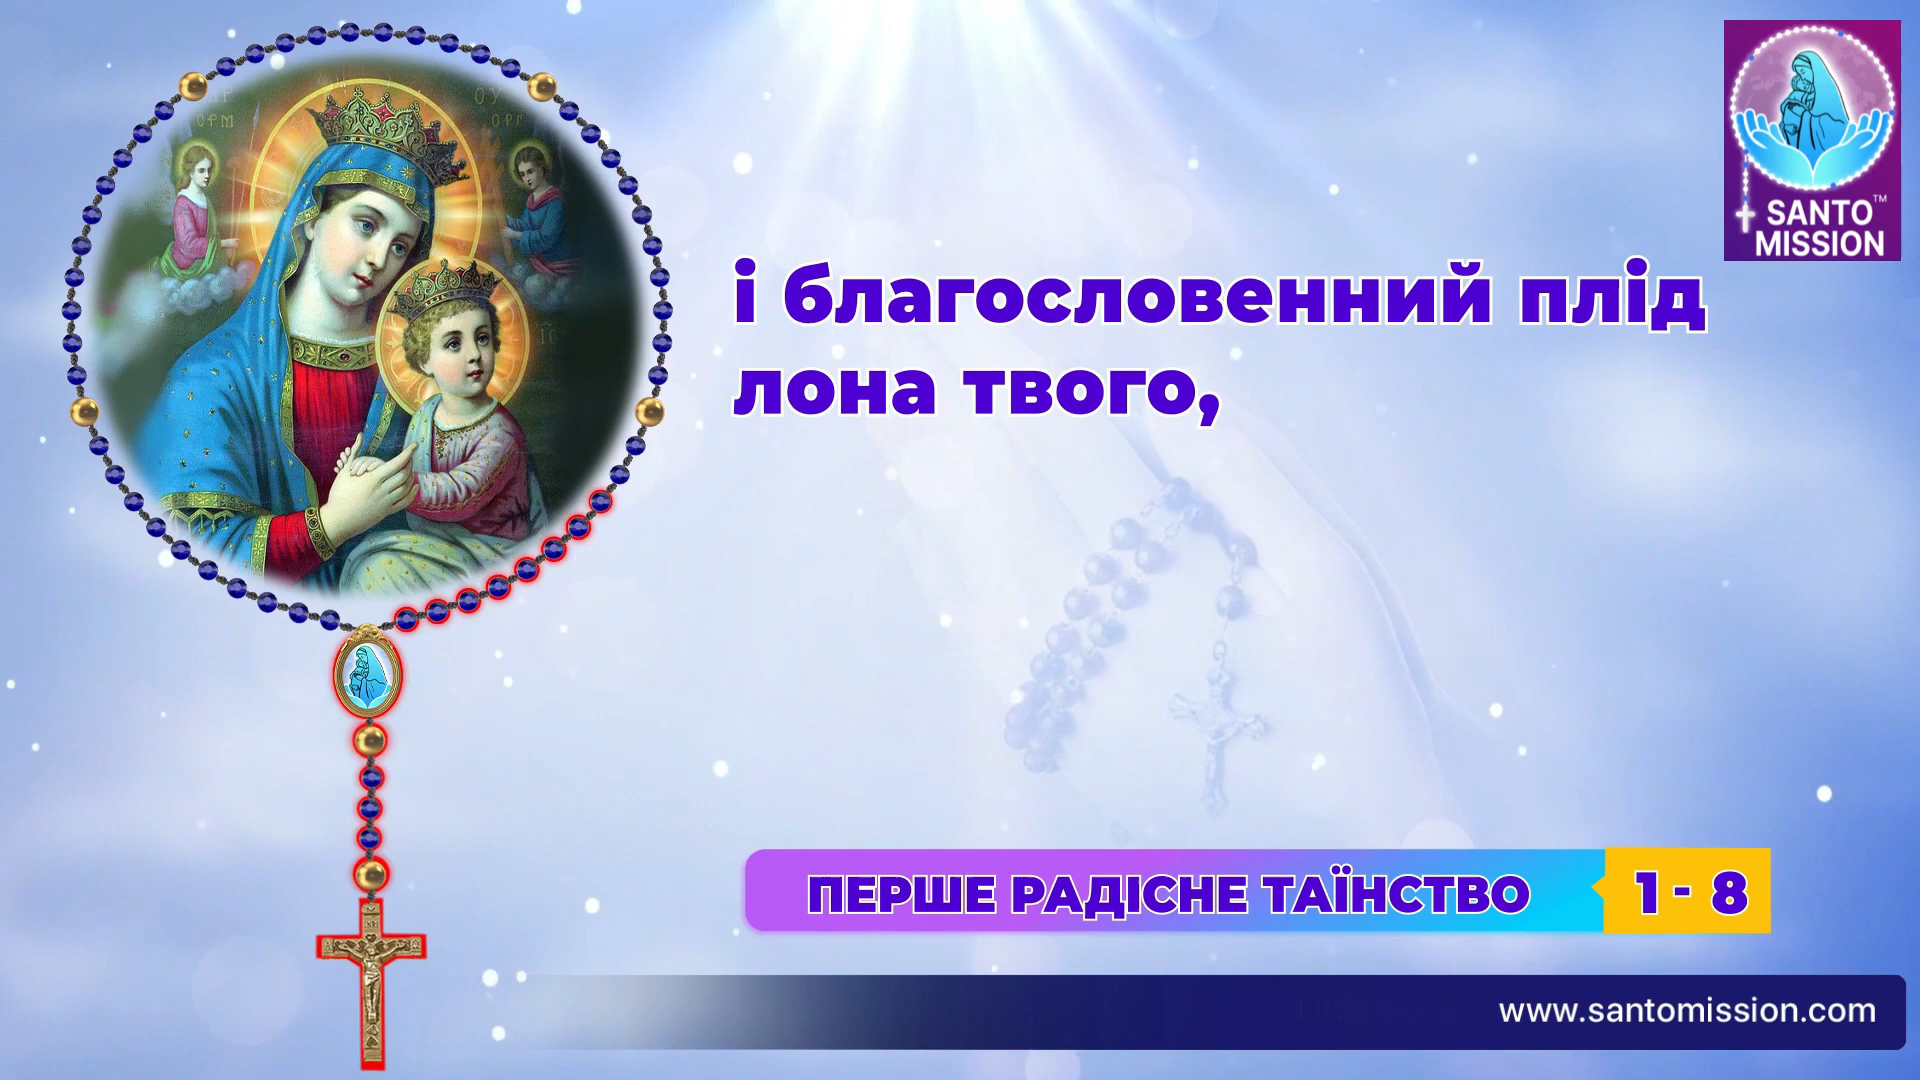 SANTO™
MISSION
і благословенний плід
лона твого,
ПЕРШЕ РАДІСНЕ ТАЇНСТВО
1 - 8
www.santomission.com